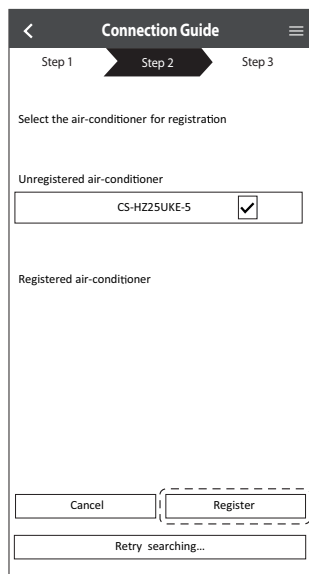 Connection Guide
Step 1 Step 2 Step 3
Select the air-conditioner for registration
Unregistered air-conditioner
CS-HZ25UKE-5
Registered air-conditioner
Cancel Register
Retry searching...